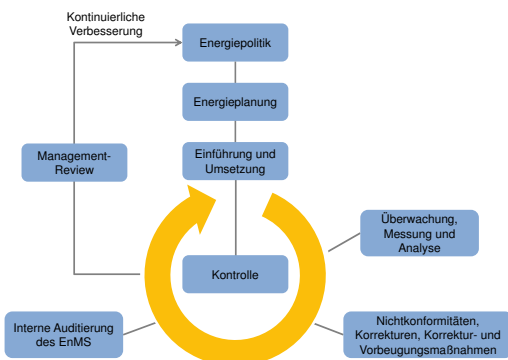 Kontinuierliche
Verbesserung
Energiepolitik
Energieplanung
Einführung und
Umsetzung
Management-
Review
Überwachung,
Messung und
Analyse
Kontrolle
Interne Auditierung
des EnMS
Nichtkonformitäten,
Korrekturen, Korrektur- und
Vorbeugungsmaßnahmen